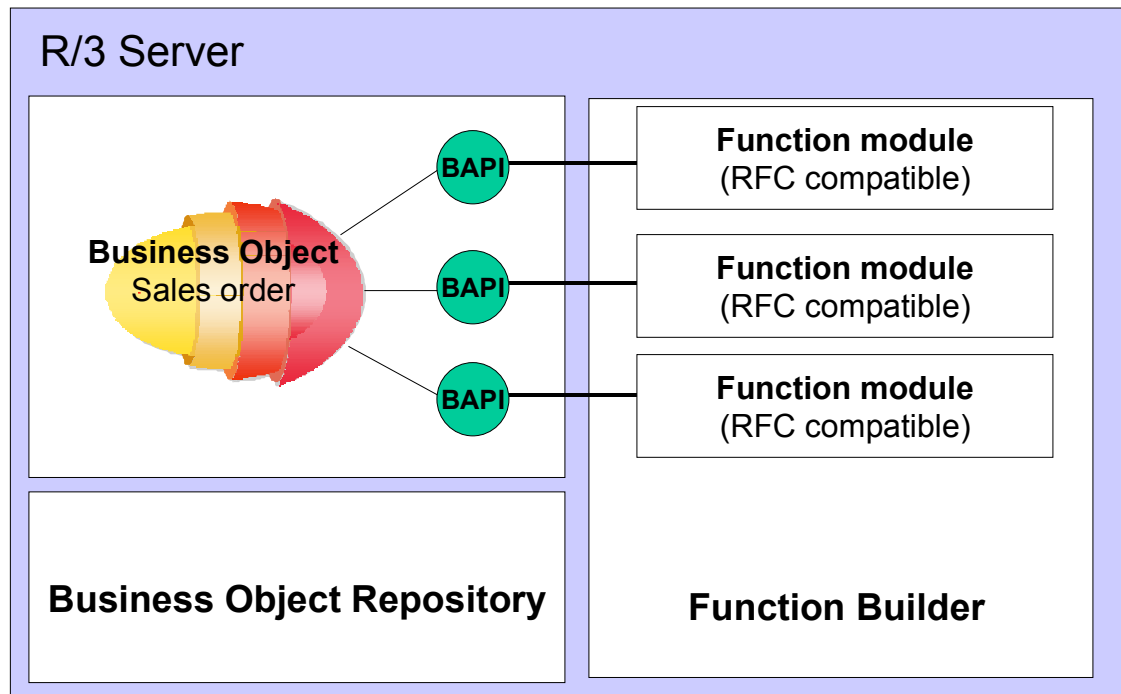 R/3 Server
Business Object
Sales order
BAPI
BAPI
BAPI
Function module
(RFC compatible)
Function module
(RFC compatible)
Function module
(RFC compatible)
Business Object Repository
Function Builder